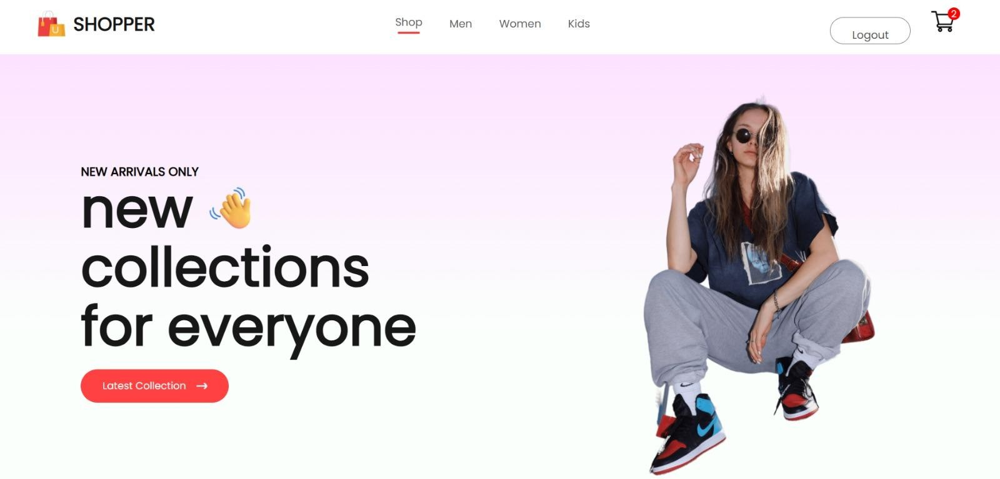 SHOPPER
Shop
Men
Women
Kids
Logout
2
NEW ARRIVALS ONLY
new 👋
collections
for everyone
Latest Collection →